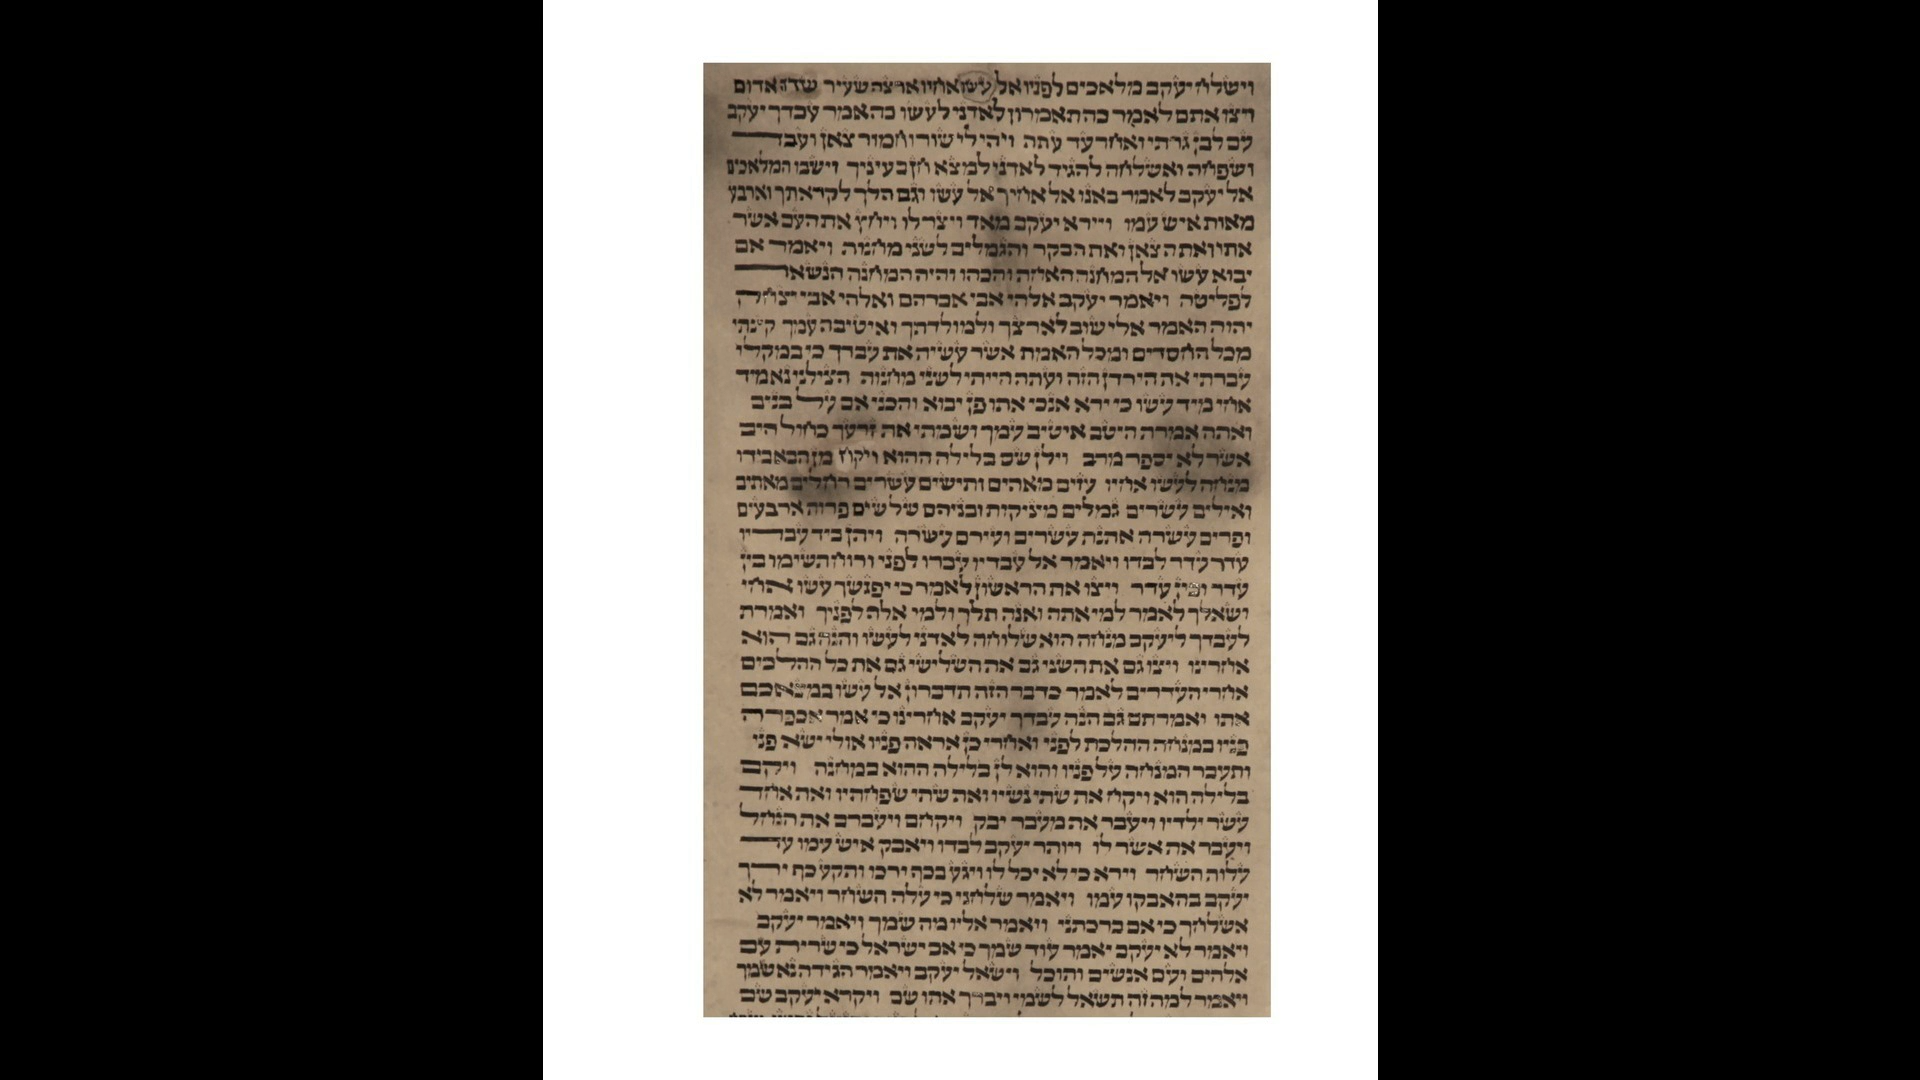 וישלח יעקב מלאכים לפניו אל עשו אחיו ארצה שעיר שדה אדום
ויצו אתם לאמר כה תאמרון לאדני לעשו כה אמר עבדך יעקב
עם לבן גרתי ואחר עד עתה ויהי לי שור וחמור צאן ועבד
ושפחה ואשלחה להגיד לאדני למצא חן בעיניך וישבו המלאכים
אל יעקב לאמר באנו אל אחיך אל עשו וגם הלך לקראתך וארבע
מאות איש עמו ויירא יעקב מאד ויצר לו ויחץ את העם אשר
אתו ואת הצאן ואת הבקר והגמלים לשני מחנות ויאמר אם
יבוא עשו אל המחנה האחת והכהו והיה המחנה הנשאר
לפליטה ויאמר יעקב אלהי אבי אברהם ואלהי אבי יצחק
יהוה האמר אלי שוב לארצך ולמולדתך ואיטיבה עמך קטנתי
מכל החסדים ומכל האמת אשר עשית את עבדך כי במקלי
עברתי את הירדן הזה ועתה הייתי לשני מחנות הצילני נא מיד
אחי מיד עשו כי ירא אנכי אתו פן יבוא והכני אם על בנים
ואתה אמרת היטב איטיב עמך ושמתי את זרעך כחול הים
אשר לא יספר מרב וילן שם בלילה ההוא ויקח מן הבא בידו
מנחה לעשו אחיו עזים מאתים ותישים עשרים רחלים מאתים
ואילים עשרים גמלים מיניקות ובניהם שלשים פרות ארבעים
ופרים עשרה אתנת עשרים ועירם עשרה ויתן ביד עבדיו
עדר עדר לבדו ויאמר אל עבדיו עברו לפני ורוח תשימו בין
עדר ובין עדר ויצו את הראשון לאמר כי יפגשך עשו אחי
ושאלך לאמר למי אתה ואנה תלך ולמי אלה לפניך ואמרת
לעבדך ליעקב מנחה הוא שלוחה לאדני לעשו והנה גם הוא
אחרינו ויצו גם את השני גם את השלישי גם את כל ההלכים
אחרי העדרים לאמר כדבר הזה תדברון אל עשו במצאכם
אתו ואמרתם גם הנה עבדך יעקב אחרינו כי אמר אכפרה
פניו במנחה ההלכת לפני ואחרי כן אראה פניו אולי ישא פני
ותעבר המנחה על פניו והוא לן בלילה ההוא במחנה ויקם
בלילה הוא ויקח את שתי נשיו ואת שתי שפחתיו ואת אחד
עשר ילדיו ויעבר את מעבר יבק ויקחם ויעברם את הנחל
ויעבר את אשר לו ויותר יעקב לבדו ויאבק איש עמו עד
עלות השחר וירא כי לא יכל לו ויגע בכף ירכו ותקע כף ירך
יעקב בהאבקו עמו ויאמר שלחני כי עלה השחר ויאמר לא
אשלחך כי אם ברכתני ויאמר אליו מה שמך ויאמר יעקב
ויאמר לא יעקב יאמר עוד שמך כי אם ישראל כי שרית עם
אלהים ועם אנשים ותוכל וישאל יעקב ויאמר הגידה נא שמך
ויאמר למה זה תשאל לשמי ויברך אתו שם ויקרא יעקב שם